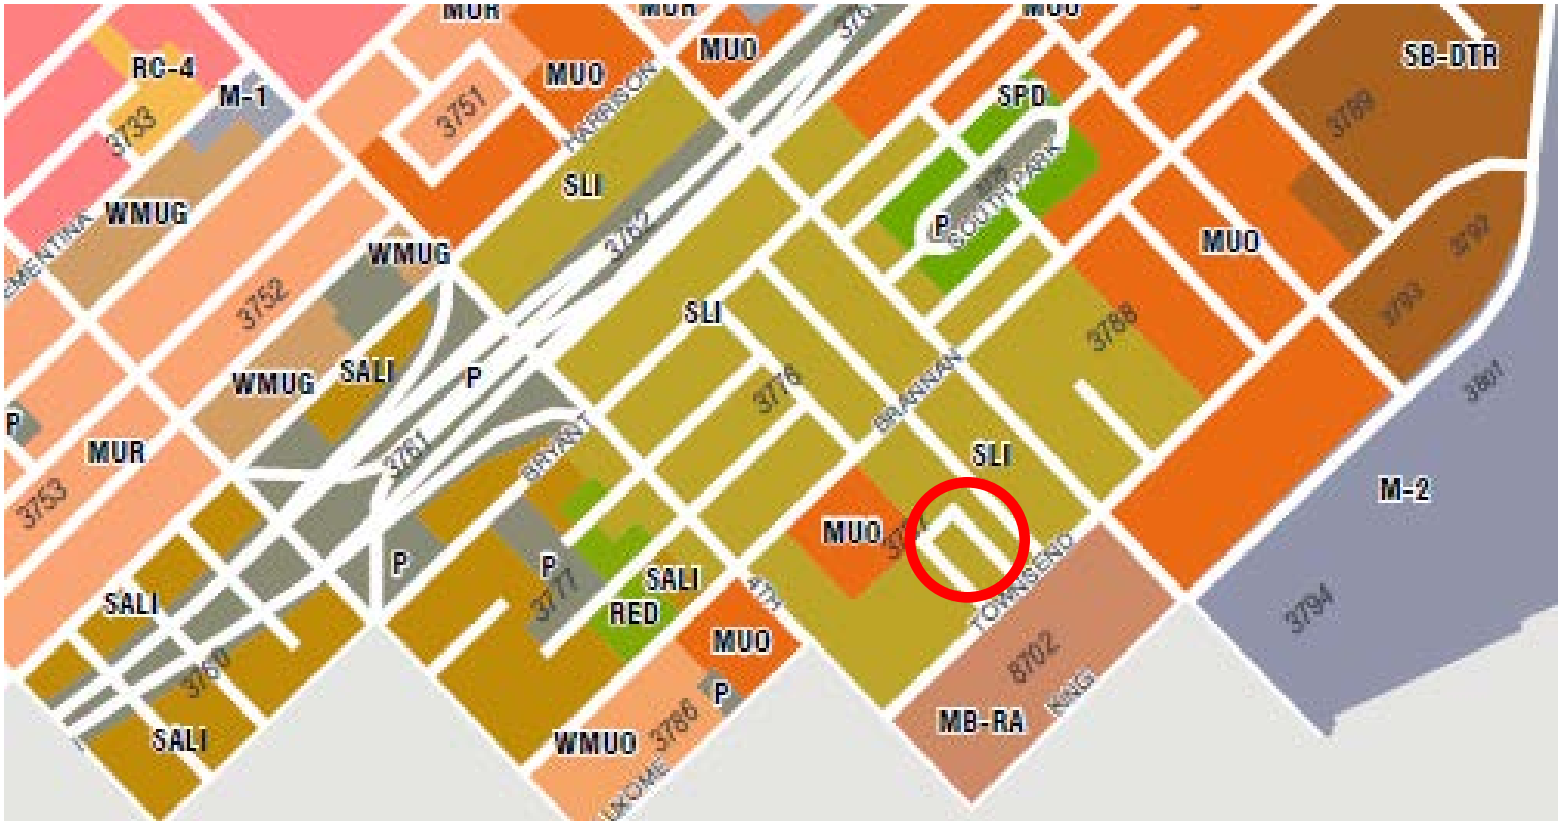 MUR
MUR
MUO
MUO
SB-DTR
RC-4
M-1
MUO
3751
3733
HARRISON
SPD
3789
SLI
SOUTH PARK
WMUG
P
WMUG
3762
MUO
3792
3752
SLI
3793
3788
WMUG
SALI
P
3776
BRANNAN
3801
P
MUR
3761
BRYANT
SLI
M-2
3753
MUO
P
P
3777
SALI
4TH
TOWNSEND
SALI
RED
MUO
3794
3760
8702
P
KING
SALI
WMUO
3786
MB-RA